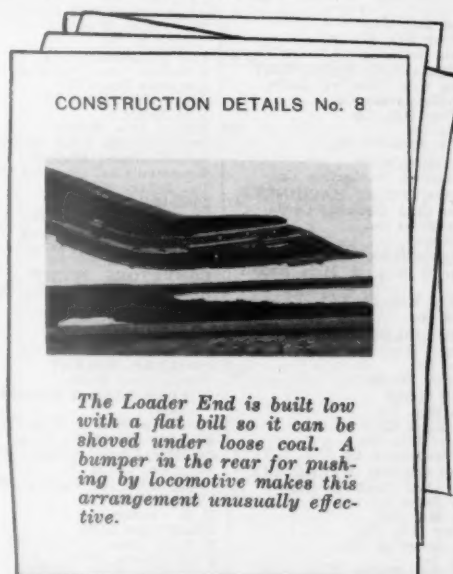 CONSTRUCTION DETAILS No. 8
The Loader End is built low
with a flat bill so it can be
shoved under loose coal. A
bumper in the rear for push-
ing by locomotive makes this
arrangement unusually effec-
tive.